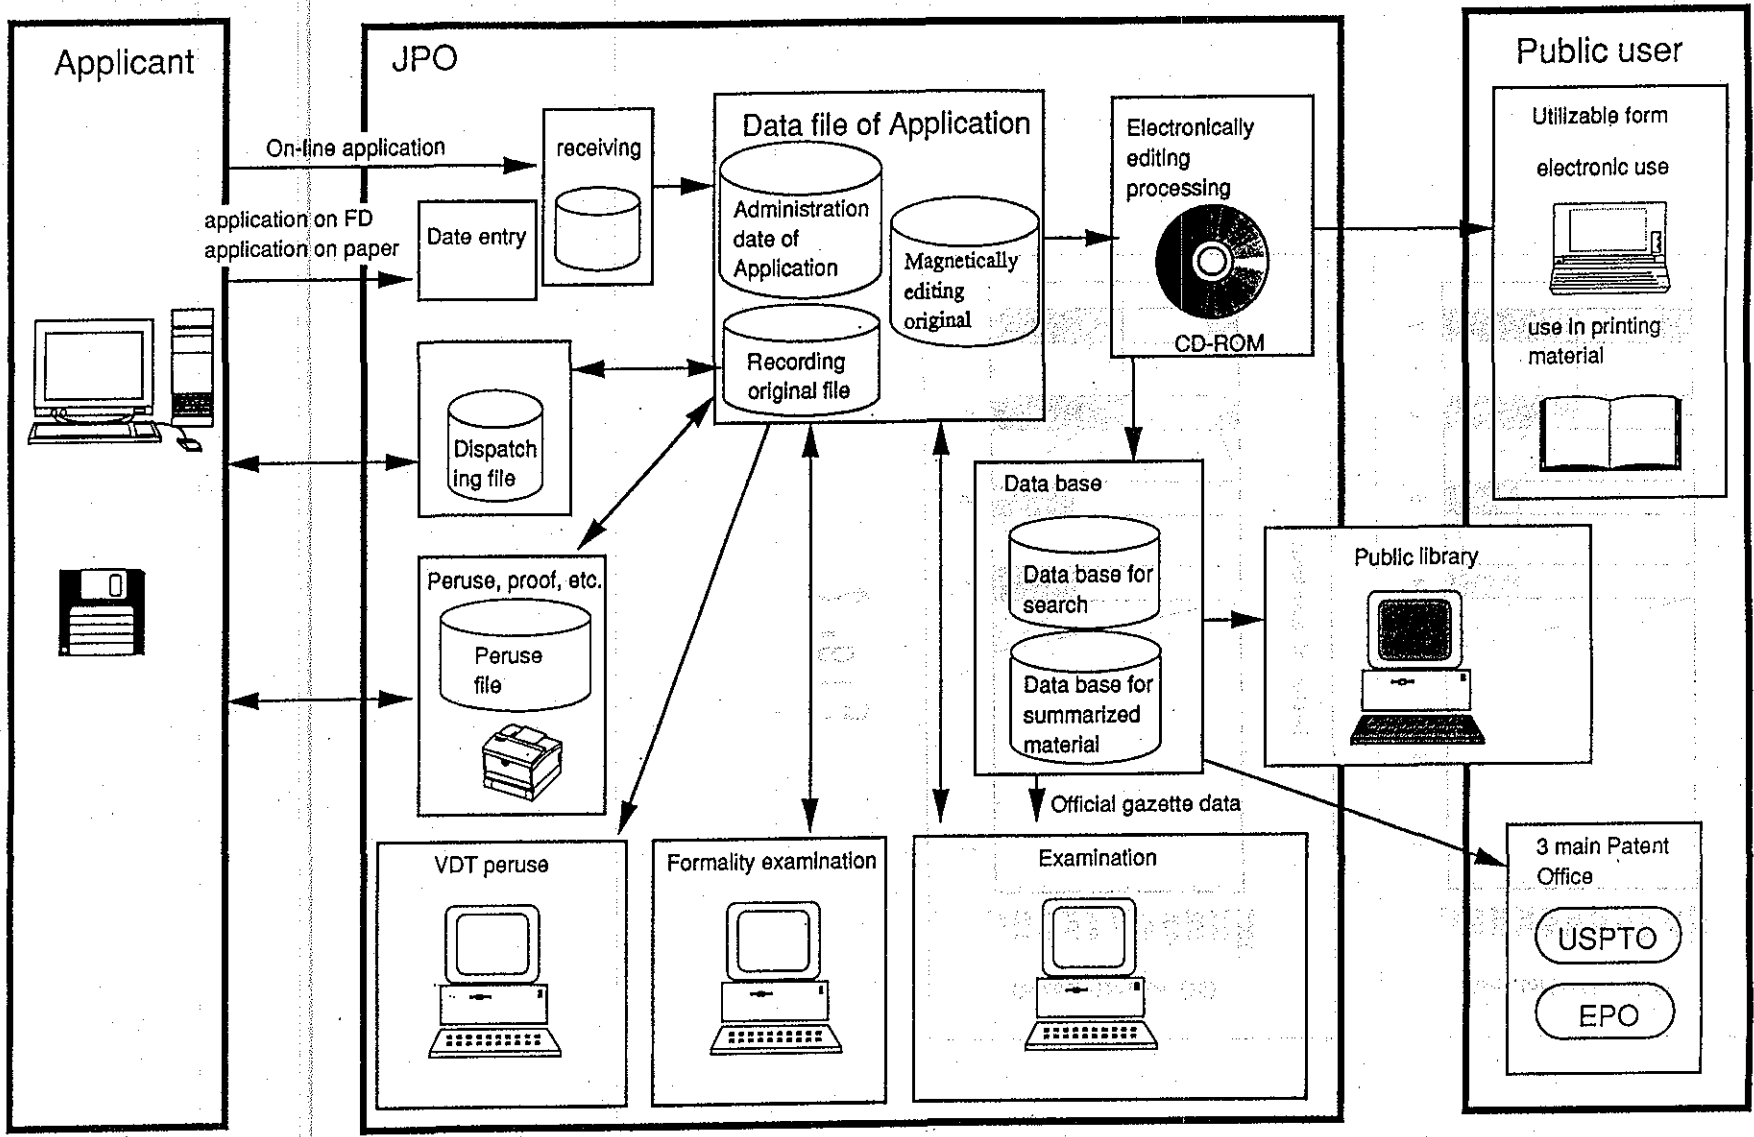 Applicant
JPO
Public user
On-line application
application on FD
application on paper
receiving
Date entry
Data file of Application
Administration
date of
Application
Magnetically
editing
original
Recording
original file
Electronically
editing
processing
CD-ROM
Utilizable form
electronic use
use in printing
material
Dispatch
ing file
Peruse, proof, etc.
Peruse
file
Data base
Data base for
search
Data base for
summarized
material
Public library
Official gazette data
VDT peruse
Formality examination
Examination
3 main Patent
Office
USPTO
EPO